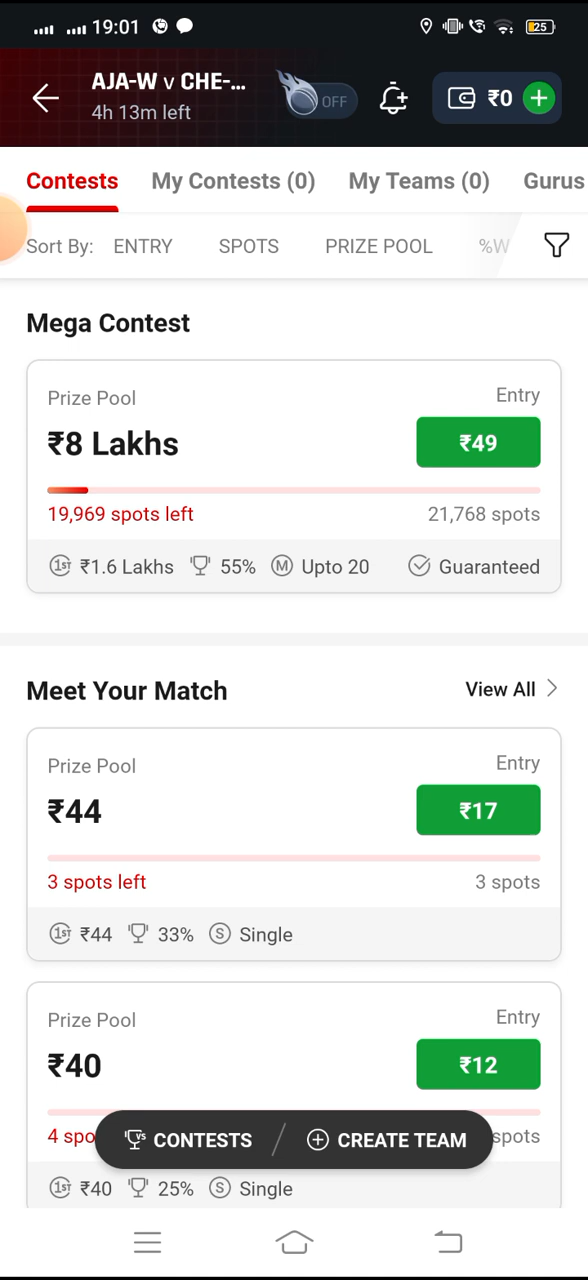 19:01 25
AJA-W v CHE-...
4h 13m left
OFF
₹0
Contests My Contests (0) My Teams (0) Gurus
Sort By: ENTRY SPOTS PRIZE POOL %W
Mega Contest
Prize Pool Entry
₹8 Lakhs ₹49
19,969 spots left 21,768 spots
1ST ₹1.6 Lakhs 55% M Upto 20 Guaranteed
Meet Your Match View All
Prize Pool Entry
₹44 ₹17
3 spots left 3 spots
1ST ₹44 33% S Single
Prize Pool Entry
₹40 ₹12
4 spo spots
VS CONTESTS CREATE TEAM
1ST ₹40 25% S Single